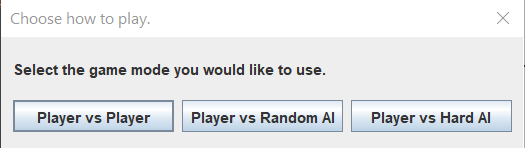 Choose how to play.
Select the game mode you would like to use.
Player vs Player Player vs Random AI Player vs Hard AI